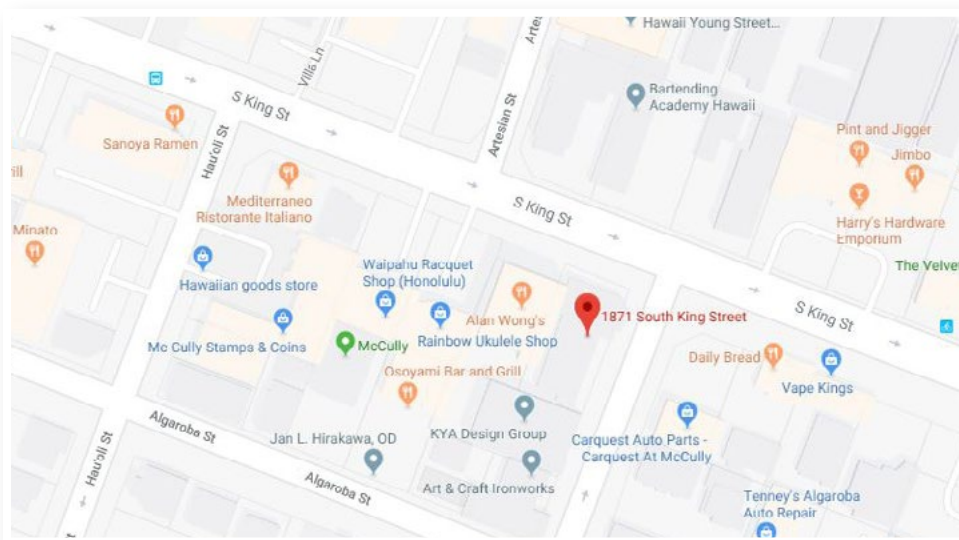 Hawaii Young Street...
Artesian St
Bartending
Academy Hawaii
Ville Ln
S King St
Sanoya Ramen
Hau'oli St
Pint and Jigger
Jimbo
Mediterraneo
Ristorante Italiano
S King St
Harry's Hardware
Emporium
Minato
Hawaiian goods store
Waipahu Racquet
Shop (Honolulu)
The Velve
Alan Wong's
1871 South King Street
S King St
Mc Cully Stamps & Coins
McCully
Rainbow Ukulele Shop
Daily Bread
Vape Kings
Osoyami Bar and Grill
Algaroba St
Jan L. Hirakawa, OD
KYA Design Group
Carquest Auto Parts -
Carquest At McCully
Hau'oli St
Algaroba St
Art & Craft Ironworks
Tenney's Algaroba
Auto Repair